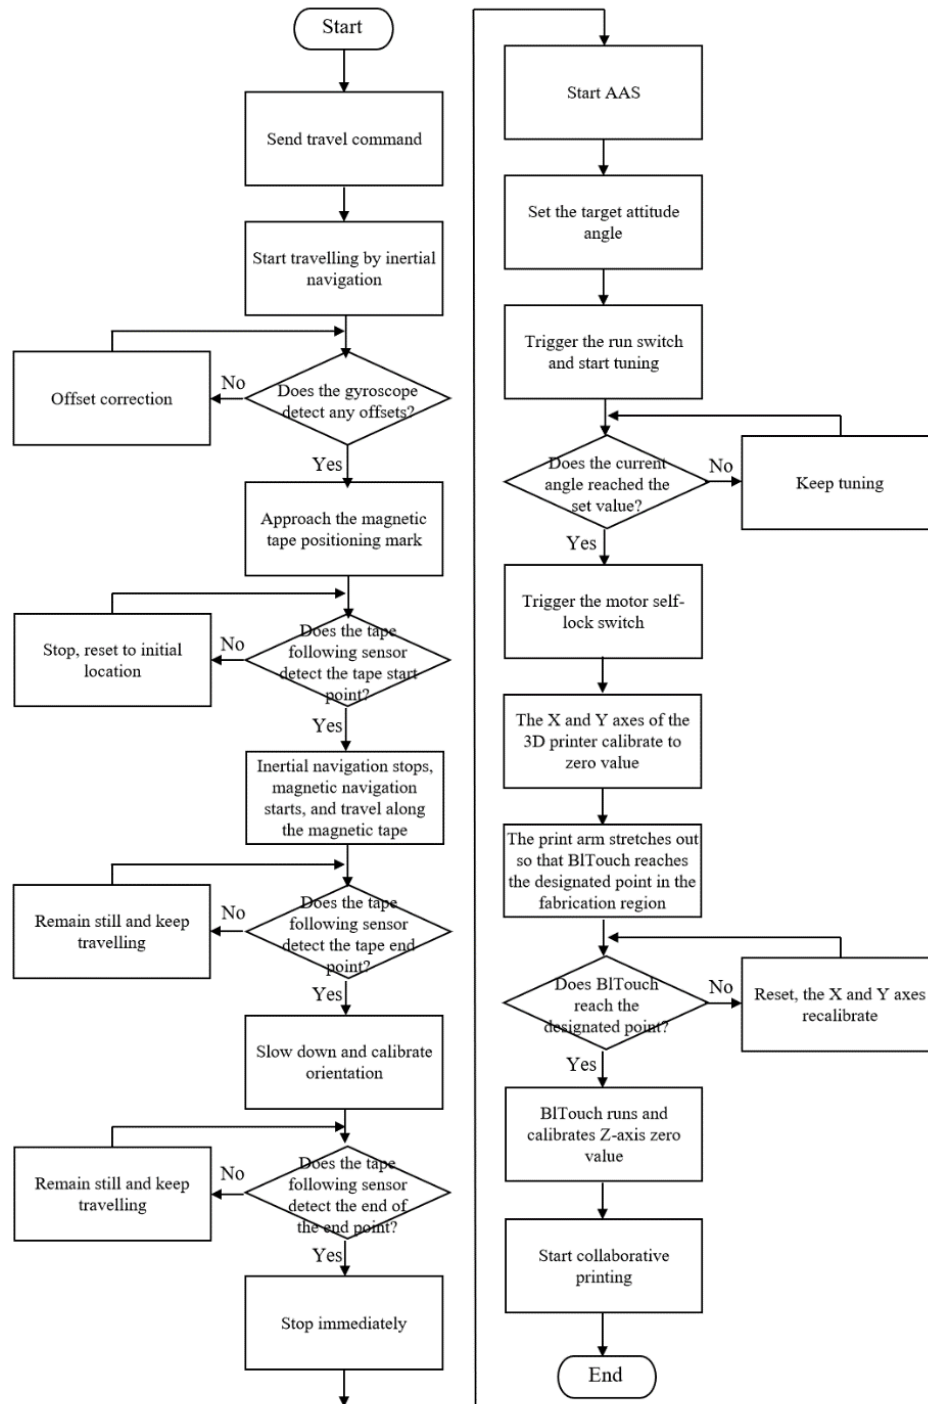 Start
Send travel command
Start travelling by inertial
navigation
Offset correction
No
Does the gyroscope
detect any offsets?
Yes
Approach the magnetic
tape positioning mark
Stop, reset to initial
location
No
Does the tape
following sensor
detect the tape start
point?
Yes
Inertial navigation stops,
magnetic navigation
starts, and travel along
the magnetic tape
Remain still and keep
travelling
No
Does the tape
following sensor
detect the tape end
point?
Yes
Slow down and calibrate
orientation
Remain still and keep
travelling
No
Does the tape
following sensor
detect the end of
the end point?
Yes
Stop immediately
Start AAS
Set the target attitude
angle
Trigger the run switch
and start tuning
Does the current
angle reached the
set value?
No
Keep tuning
Yes
Trigger the motor self-
lock switch
The X and Y axes of the
3D printer calibrate to
zero value
The print arm stretches out
so that BlTouch reaches
the designated point in the
fabrication region
Does BlTouch
reach the
designated point?
No
Reset, the X and Y axes
recalibrate
Yes
BlTouch runs and
calibrates Z-axis zero
value
Start collaborative
printing
End